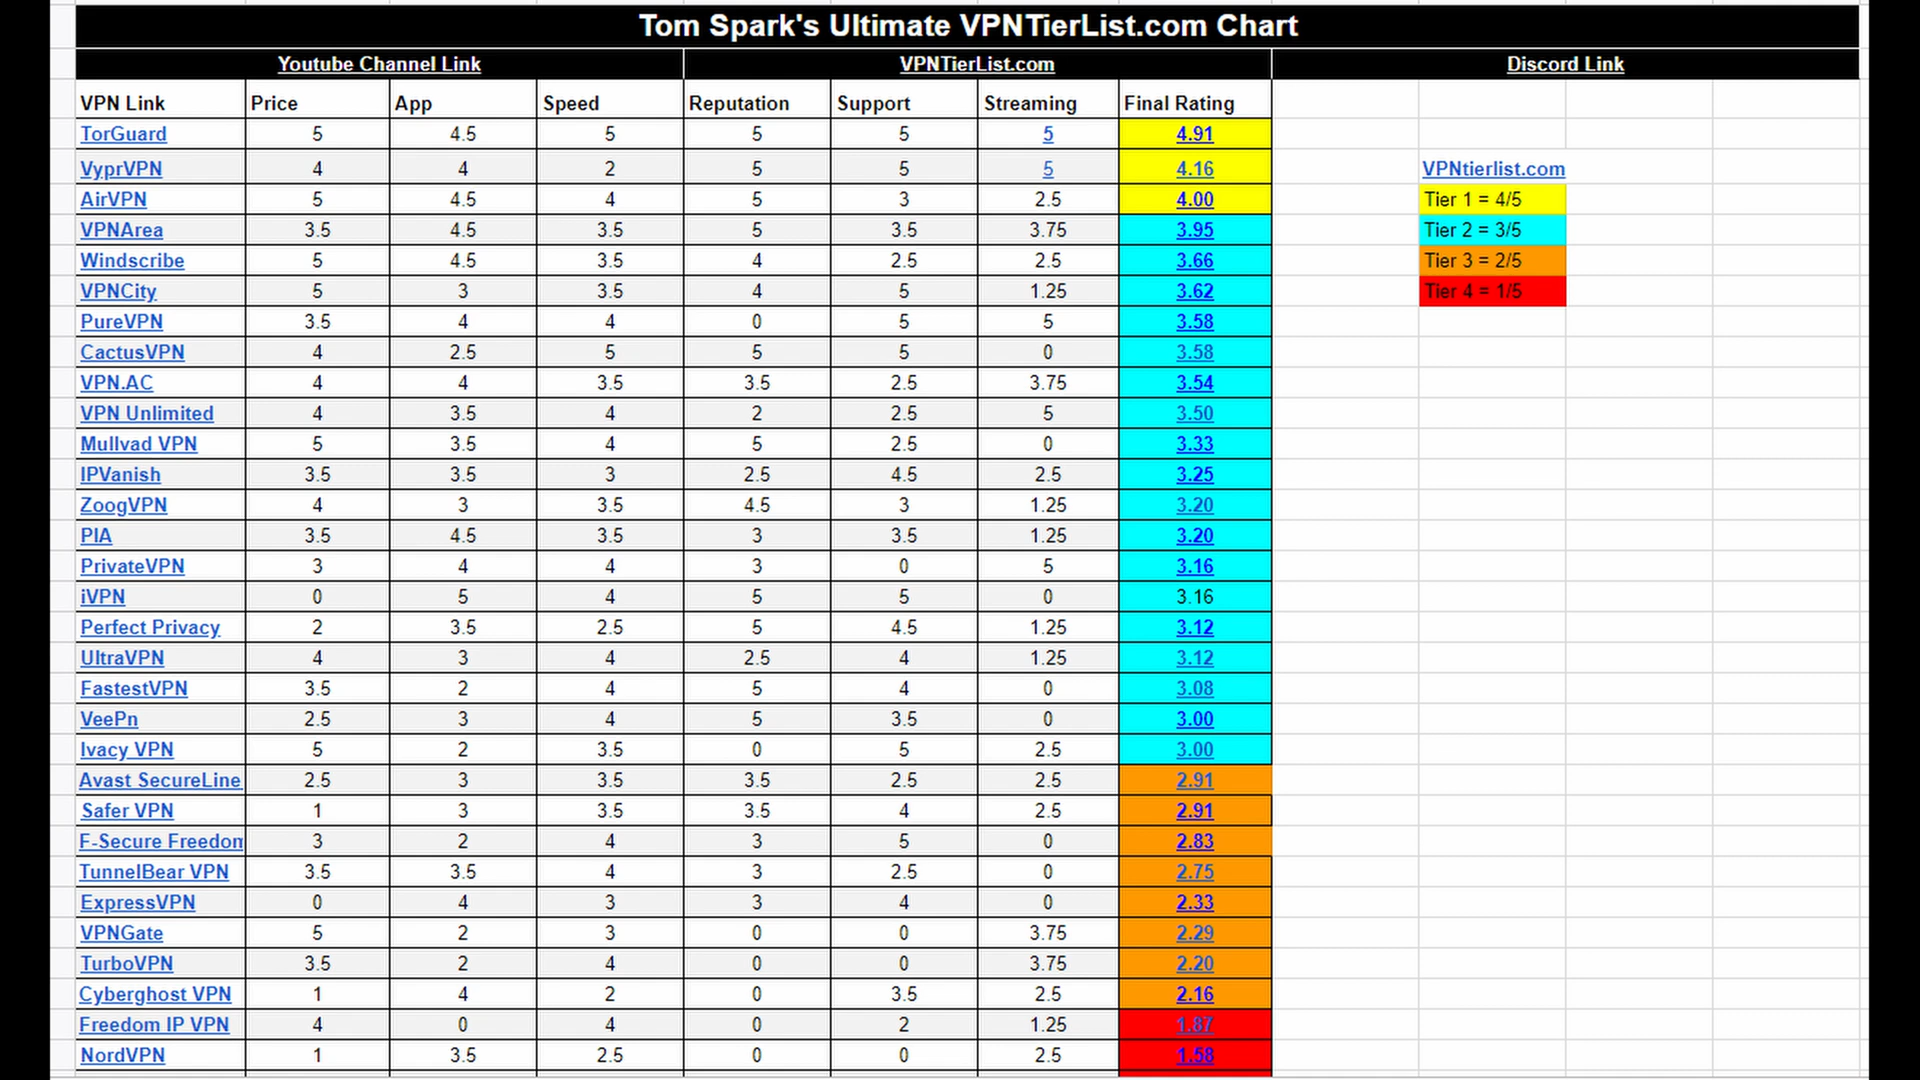 Tom Spark's Ultimate VPNTierList.com Chart
Youtube Channel Link VPNTierList.com Discord Link
VPN Link Price App Speed Reputation Support Streaming Final Rating
TorGuard 5 4.5 5 5 5 5 4.91
VyprVPN 4 4 2 5 5 5 4.16 VPNtierlist.com
AirVPN 5 4.5 4 5 3 2.5 4.00 Tier 1 = 4/5
VPNArea 3.5 4.5 3.5 5 3.5 3.75 3.95 Tier 2 = 3/5
Windscribe 5 4.5 3.5 4 2.5 2.5 3.66 Tier 3 = 2/5
VPNCity 5 3 3.5 4 5 1.25 3.62 Tier 4 = 1/5
PureVPN 3.5 4 4 0 5 5 3.58
CactusVPN 4 2.5 5 5 5 0 3.58
VPN.AC 4 4 3.5 3.5 2.5 3.75 3.54
VPN Unlimited 4 3.5 4 2 2.5 5 3.50
Mullvad VPN 5 3.5 4 5 2.5 0 3.33
IPVanish 3.5 3.5 3 2.5 4.5 2.5 3.25
ZoogVPN 4 3 3.5 4.5 3 1.25 3.20
PIA 3.5 4.5 3.5 3 3.5 1.25 3.20
PrivateVPN 3 4 4 3 0 5 3.16
iVPN 0 5 4 5 5 0 3.16
Perfect Privacy 2 3.5 2.5 5 4.5 1.25 3.12
UltraVPN 4 3 4 2.5 4 1.25 3.12
FastestVPN 3.5 2 4 5 4 0 3.08
VeePn 2.5 3 4 5 3.5 0 3.00
Ivacy VPN 5 2 3.5 0 5 2.5 3.00
Avast SecureLine 2.5 3 3.5 3.5 2.5 2.5 2.91
Safer VPN 1 3 3.5 3.5 4 2.5 2.91
F-Secure Freedom 3 2 4 3 5 0 2.83
TunnelBear VPN 3.5 3.5 4 3 2.5 0 2.75
ExpressVPN 0 4 3 3 4 0 2.33
VPNGate 5 2 3 0 0 3.75 2.29
TurboVPN 3.5 2 4 0 0 3.75 2.20
Cyberghost VPN 1 4 2 0 3.5 2.5 2.16
Freedom IP VPN 4 0 4 0 2 1.25 1.87
NordVPN 1 3.5 2.5 0 0 2.5 1.58